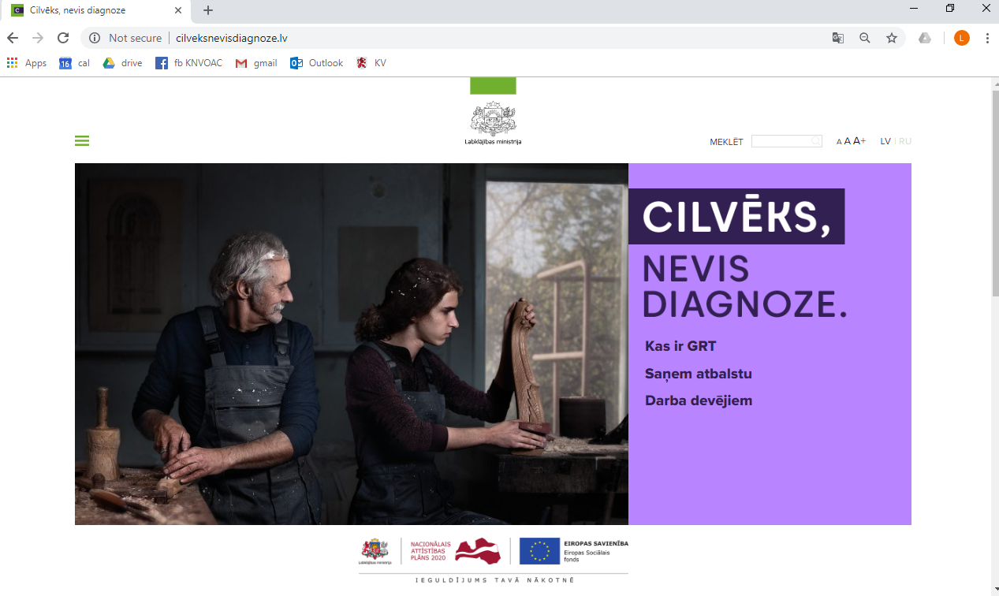 Cilvēks, nevis diagnoze
Not secure | cilveksnevisdiagnoze.lv
L
Apps 16 cal drive fb KNVOAC gmail Outlook KV
Labklājības ministrija
MEKLĒT A A A+ LV | RU
CILVĒKS,
NEVIS
DIAGNOZE.
Kas ir GRT
Saņem atbalstu
Darba devējiem
Labklājības ministrija
NACIONĀLAIS
ATTĪSTĪBAS
PLĀNS 2020
EIROPAS SAVIENĪBA
Eiropas Sociālais
fonds
IEGULDĪJUMS TAVĀ NĀKOTNĒ